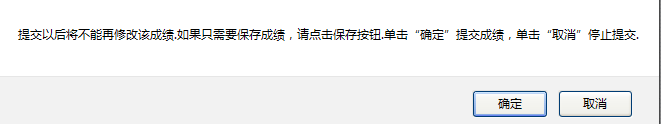 提交以后将不能再修改该成绩.如果只需要保存成绩，请点击保存按钮.单击“确定”提交成绩，单击“取消”停止提交.
确定 取消